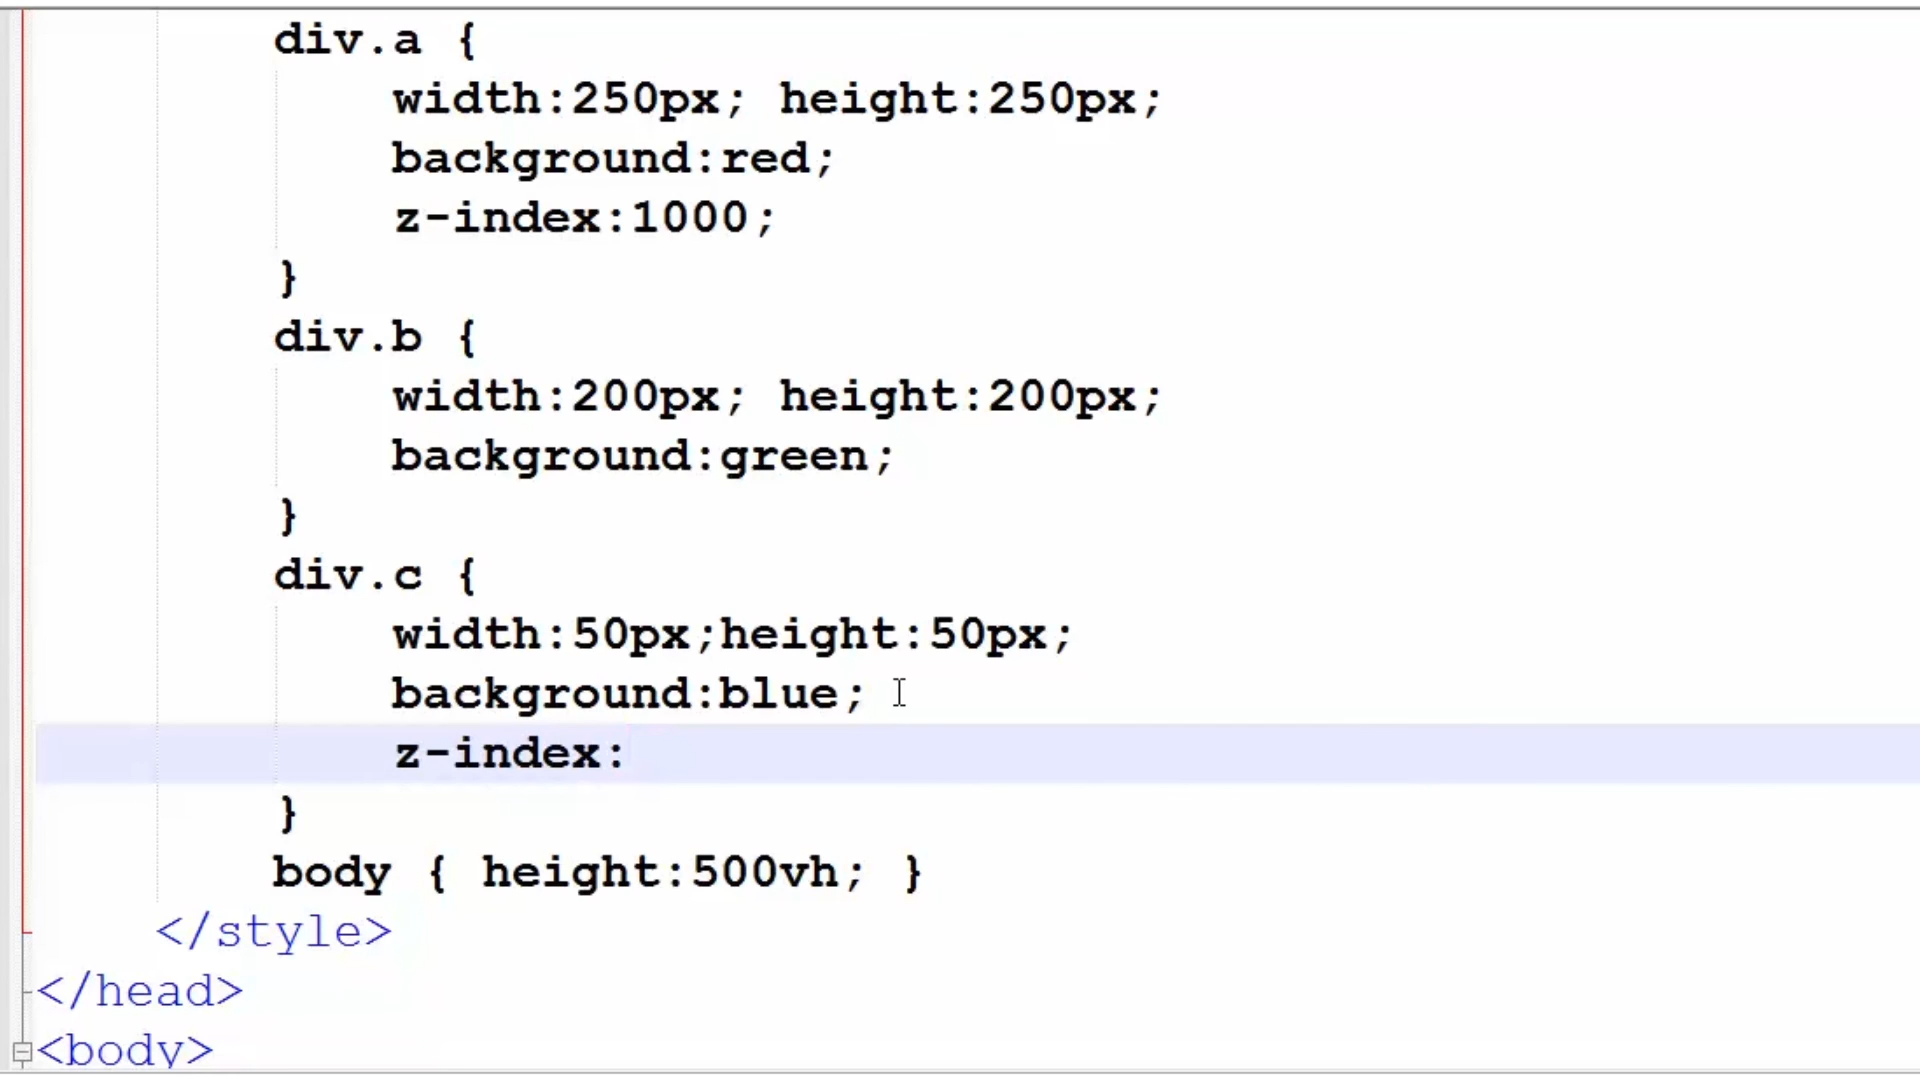 div.a {
width:250px; height:250px;
background:red;
z-index:1000;
}
div.b {
width:200px; height:200px;
background:green;
}
div.c {
width:50px;height:50px;
background:blue;
z-index:
}
body { height:500vh; }
</style>
</head>
<body>